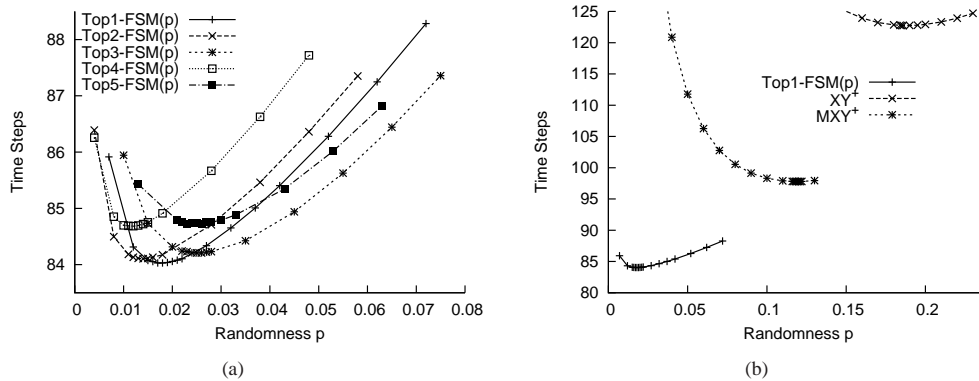 Top1-FSM(p)
Top2-FSM(p)
Top3-FSM(p)
Top4-FSM(p)
Top5-FSM(p)
88
87
86
85
84
Time Steps
0 0.01 0.02 0.03 0.04 0.05 0.06 0.07 0.08
Randomness p
(a)
125
120
115
110
105
100
95
90
85
80
Time Steps
Top1-FSM(p)
XY+
MXY+
0 0.05 0.1 0.15 0.2
Randomness p
(b)